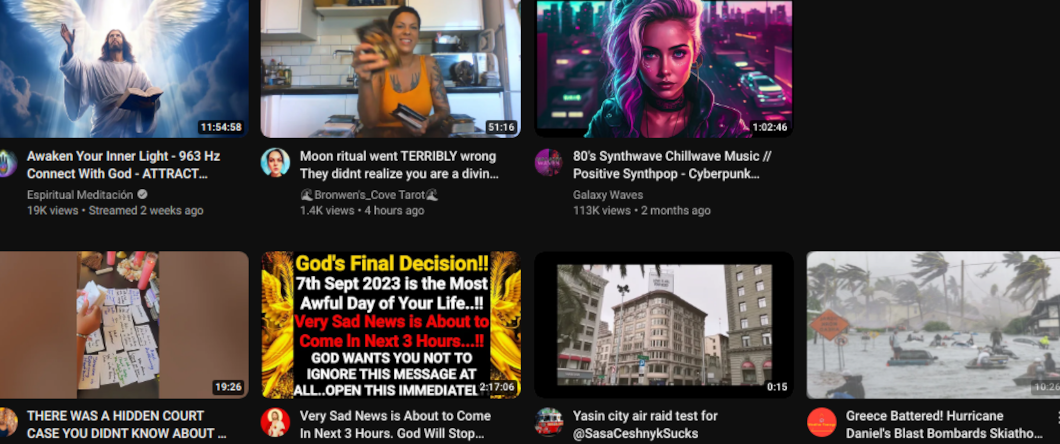 11:54:58
51:16
1:02:46
Awaken Your Inner Light - 963 Hz
Connect With God - ATTRACT…
Espiritual Meditación
19K views • Streamed 2 weeks ago
Moon ritual went TERRIBLY wrong
They didnt realize you are a divin…
🌊Bronwen's_Cove Tarot🌊
1.4K views • 4 hours ago
80's Synthwave Chillwave Music //
Positive Synthpop - Cyberpunk…
Galaxy Waves
113K views • 2 months ago
19:26
God's Final Decision!!
7th Sept 2023 is the Most
Awful Day of Your Life..!!
Very Sad News is About to
Come In Next 3 Hours...!!
GOD WANTS YOU NOT TO
IGNORE THIS MESSAGE AT
ALL..OPEN THIS IMMEDIATEL
2:17:06
0:15
10:26
THERE WAS A HIDDEN COURT
CASE YOU DIDNT KNOW ABOUT …
Very Sad News is About to Come
In Next 3 Hours. God Will Stop…
Yasin city air raid test for
@SasaCeshnykSucks
Greece Battered! Hurricane
Daniel's Blast Bombards Skiatho…